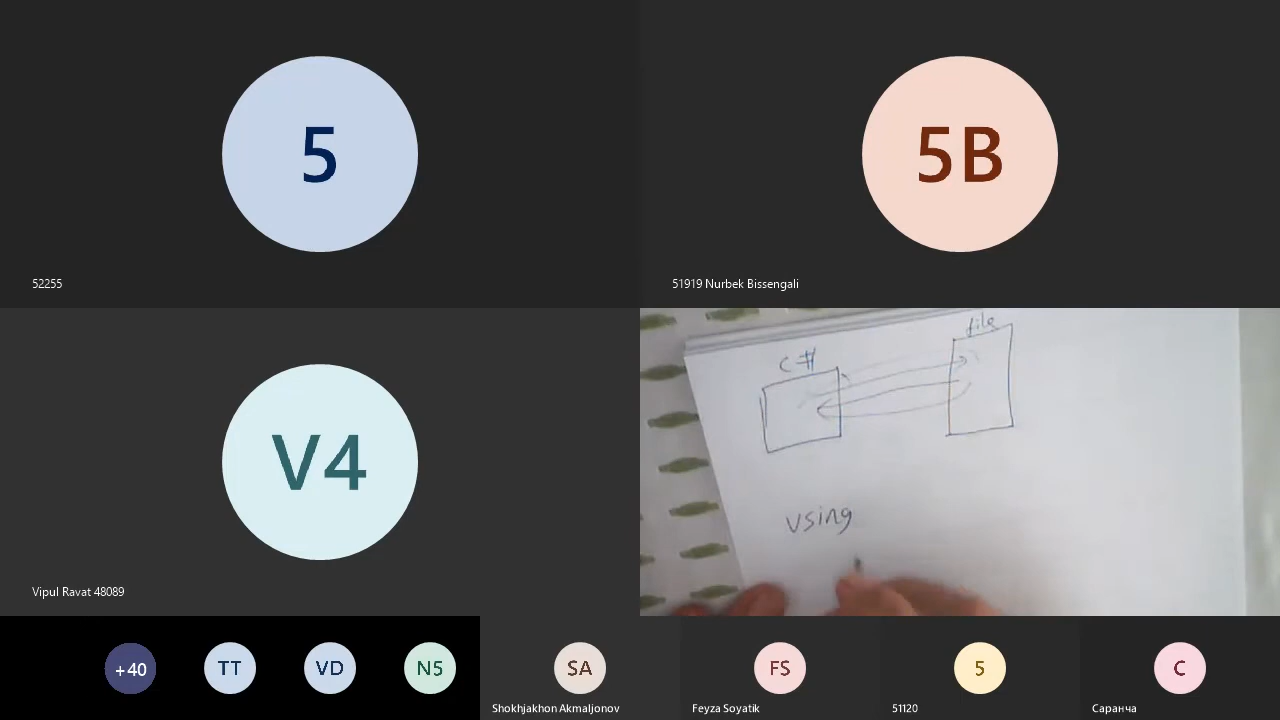 5
5B
52255
51919 Nurbek Bissengali
V4
C#
file
using
Vipul Ravat 48089
+40
TT
VD
N5
SA
FS
5
C
Shokhjakhon Akmaljonov
Feyza Soyatik
51120
Саранча